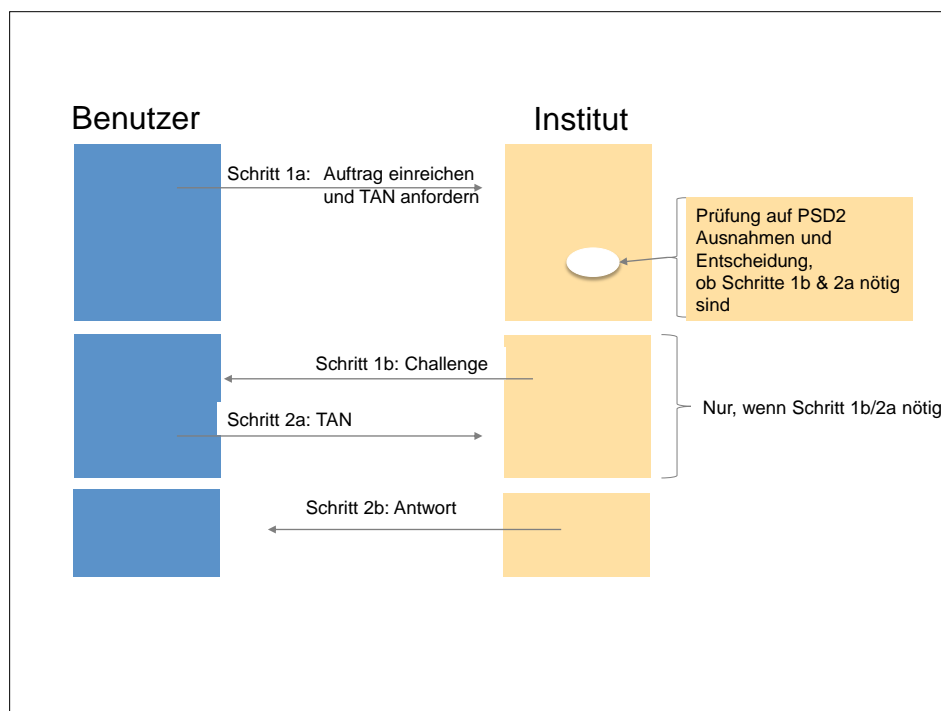 Benutzer
Institut
Schritt 1a: Auftrag einreichen
und TAN anfordern
Prüfung auf PSD2
Ausnahmen und
Entscheidung,
ob Schritte 1b & 2a nötig
sind
Schritt 1b: Challenge
Nur, wenn Schritt 1b/2a nötig
Schritt 2a: TAN
Schritt 2b: Antwort